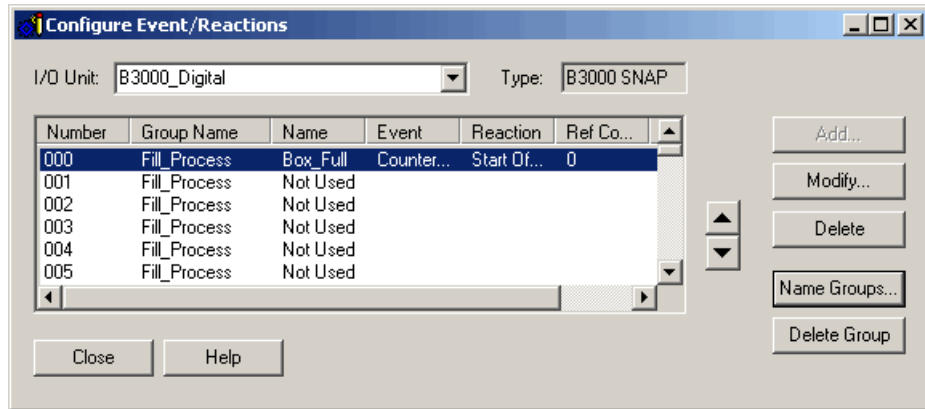 Configure Event/Reactions
I/O Unit: B3000_Digital Type: B3000 SNAP
Number Group Name Name Event Reaction Ref Co...
000 Fill_Process Box_Full Counter... Start Of... 0
001 Fill_Process Not Used
002 Fill_Process Not Used
003 Fill_Process Not Used
004 Fill_Process Not Used
005 Fill_Process Not Used
Add...
Modify...
Delete
Name Groups...
Delete Group
Close Help